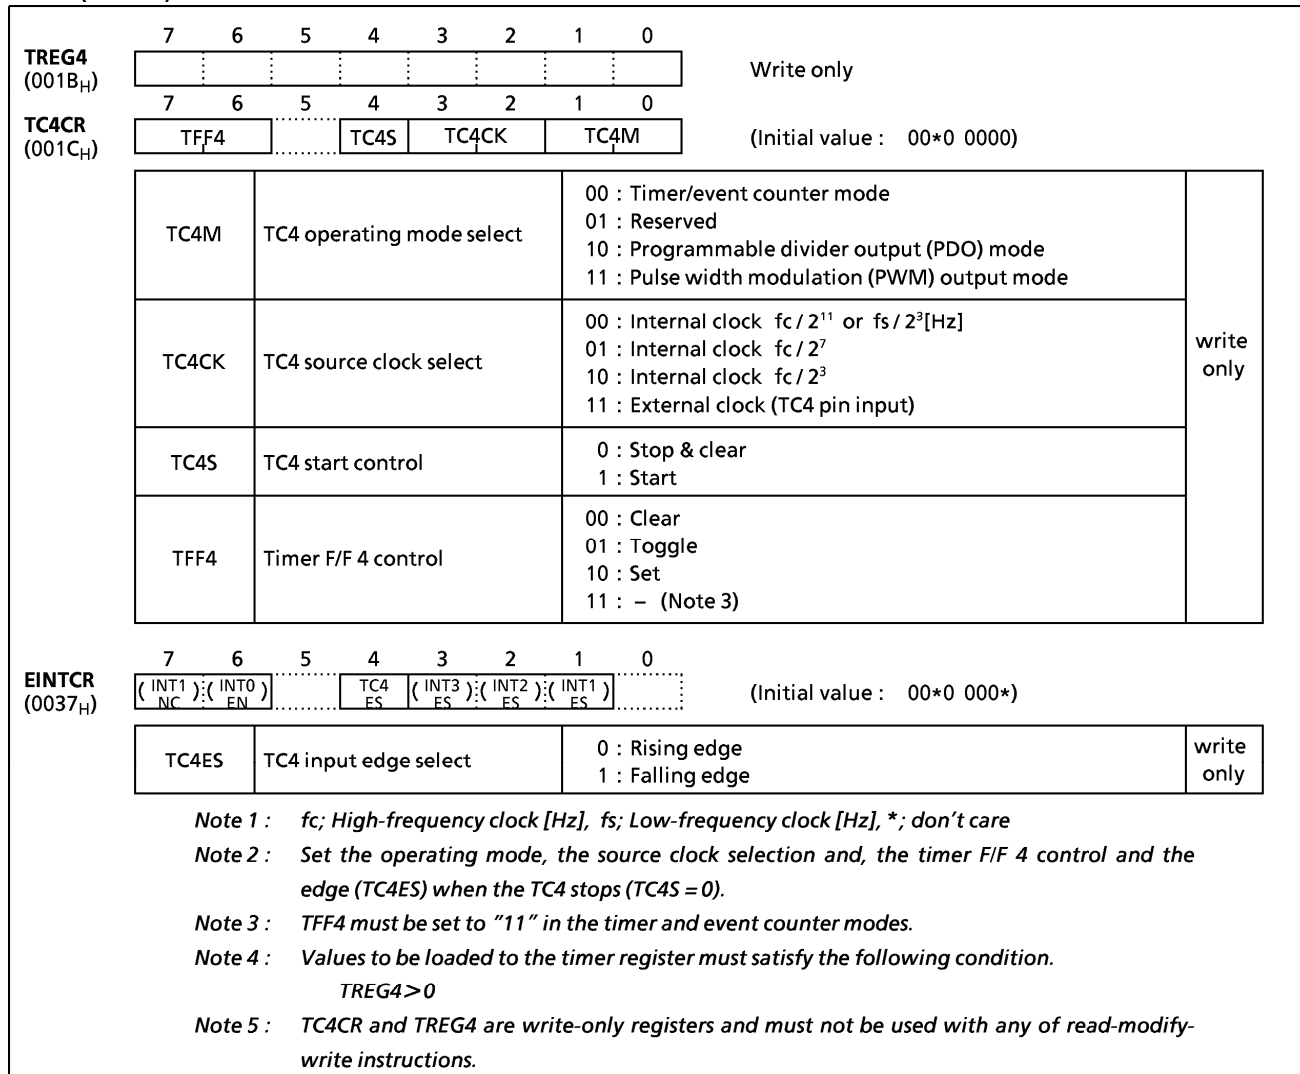 7 6 5 4 3 2 1 0
TREG4
(001BH) Write only
7 6 5 4 3 2 1 0
TC4CR
(001CH) TFF4 TC4S TC4CK TC4M (Initial value : 00*0 0000)
TC4M TC4 operating mode select
00 : Timer/event counter mode
01 : Reserved
10 : Programmable divider output (PDO) mode
11 : Pulse width modulation (PWM) output mode
TC4CK TC4 source clock select
00 : Internal clock fc / 2¹¹ or fs / 2³[Hz]
01 : Internal clock fc / 2⁷
10 : Internal clock fc / 2³
11 : External clock (TC4 pin input)
write
only
TC4S TC4 start control
0 : Stop & clear
1 : Start
TFF4 Timer F/F 4 control
00 : Clear
01 : Toggle
10 : Set
11 : – (Note 3)
7 6 5 4 3 2 1 0
EINTCR
(0037H) (INT1 NC) (INT0 EN) TC4 ES (INT3 ES) (INT2 ES) (INT1 ES) (Initial value : 00*0 000*)
TC4ES TC4 input edge select
0 : Rising edge
1 : Falling edge
write
only
Note 1 : fc; High-frequency clock [Hz], fs; Low-frequency clock [Hz], *; don't care
Note 2 : Set the operating mode, the source clock selection and, the timer F/F 4 control and the
edge (TC4ES) when the TC4 stops (TC4S = 0).
Note 3 : TFF4 must be set to "11" in the timer and event counter modes.
Note 4 : Values to be loaded to the timer register must satisfy the following condition.
TREG4>0
Note 5 : TC4CR and TREG4 are write-only registers and must not be used with any of read-modify-
write instructions.